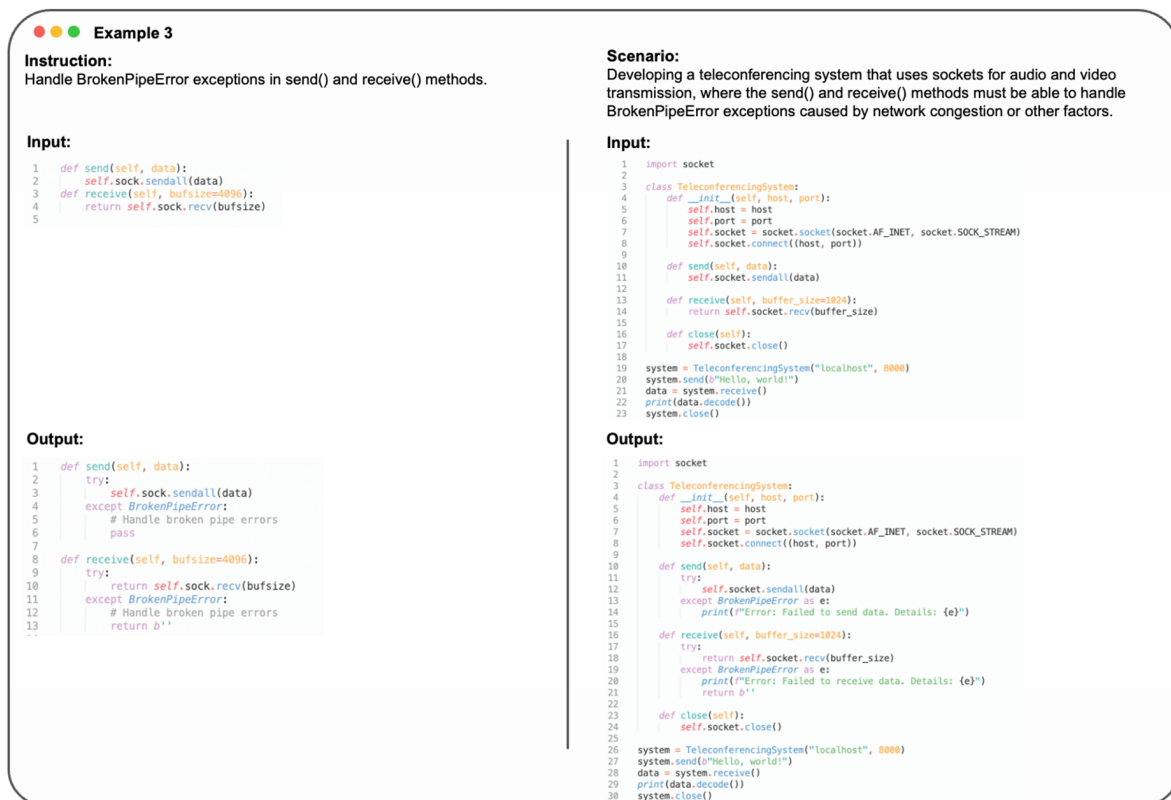 Example 3
Instruction:
Handle BrokenPipeError exceptions in send() and receive() methods.
Input:
1 def send(self, data):
2 self.sock.sendall(data)
3 def receive(self, bufsize=4096):
4 return self.sock.recv(bufsize)
5
Output:
1 def send(self, data):
2 try:
3 self.sock.sendall(data)
4 except BrokenPipeError:
5 # Handle broken pipe errors
6 pass
7
8 def receive(self, bufsize=4096):
9 try:
10 return self.sock.recv(bufsize)
11 except BrokenPipeError:
12 # Handle broken pipe errors
13 return b''
Scenario:
Developing a teleconferencing system that uses sockets for audio and video
transmission, where the send() and receive() methods must be able to handle
BrokenPipeError exceptions caused by network congestion or other factors.
Input:
1 import socket
2
3 class TeleconferencingSystem:
4 def __init__(self, host, port):
5 self.host = host
6 self.port = port
7 self.socket = socket.socket(socket.AF_INET, socket.SOCK_STREAM)
8 self.socket.connect((host, port))
9
10 def send(self, data):
11 self.socket.sendall(data)
12
13 def receive(self, buffer_size=1024):
14 return self.socket.recv(buffer_size)
15
16 def close(self):
17 self.socket.close()
18
19 system = TeleconferencingSystem("localhost", 8000)
20 system.send(b"Hello, world!")
21 data = system.receive()
22 print(data.decode())
23 system.close()
Output:
1 import socket
2
3 class TeleconferencingSystem:
4 def __init__(self, host, port):
5 self.host = host
6 self.port = port
7 self.socket = socket.socket(socket.AF_INET, socket.SOCK_STREAM)
8 self.socket.connect((host, port))
9
10 def send(self, data):
11 try:
12 self.socket.sendall(data)
13 except BrokenPipeError as e:
14 print(f"Error: Failed to send data. Details: {e}")
15
16 def receive(self, buffer_size=1024):
17 try:
18 return self.socket.recv(buffer_size)
19 except BrokenPipeError as e:
20 print(f"Error: Failed to receive data. Details: {e}")
21 return b''
22
23 def close(self):
24 self.socket.close()
25
26 system = TeleconferencingSystem("localhost", 8000)
27 system.send(b"Hello, world!")
28 data = system.receive()
29 print(data.decode())
30 system.close()